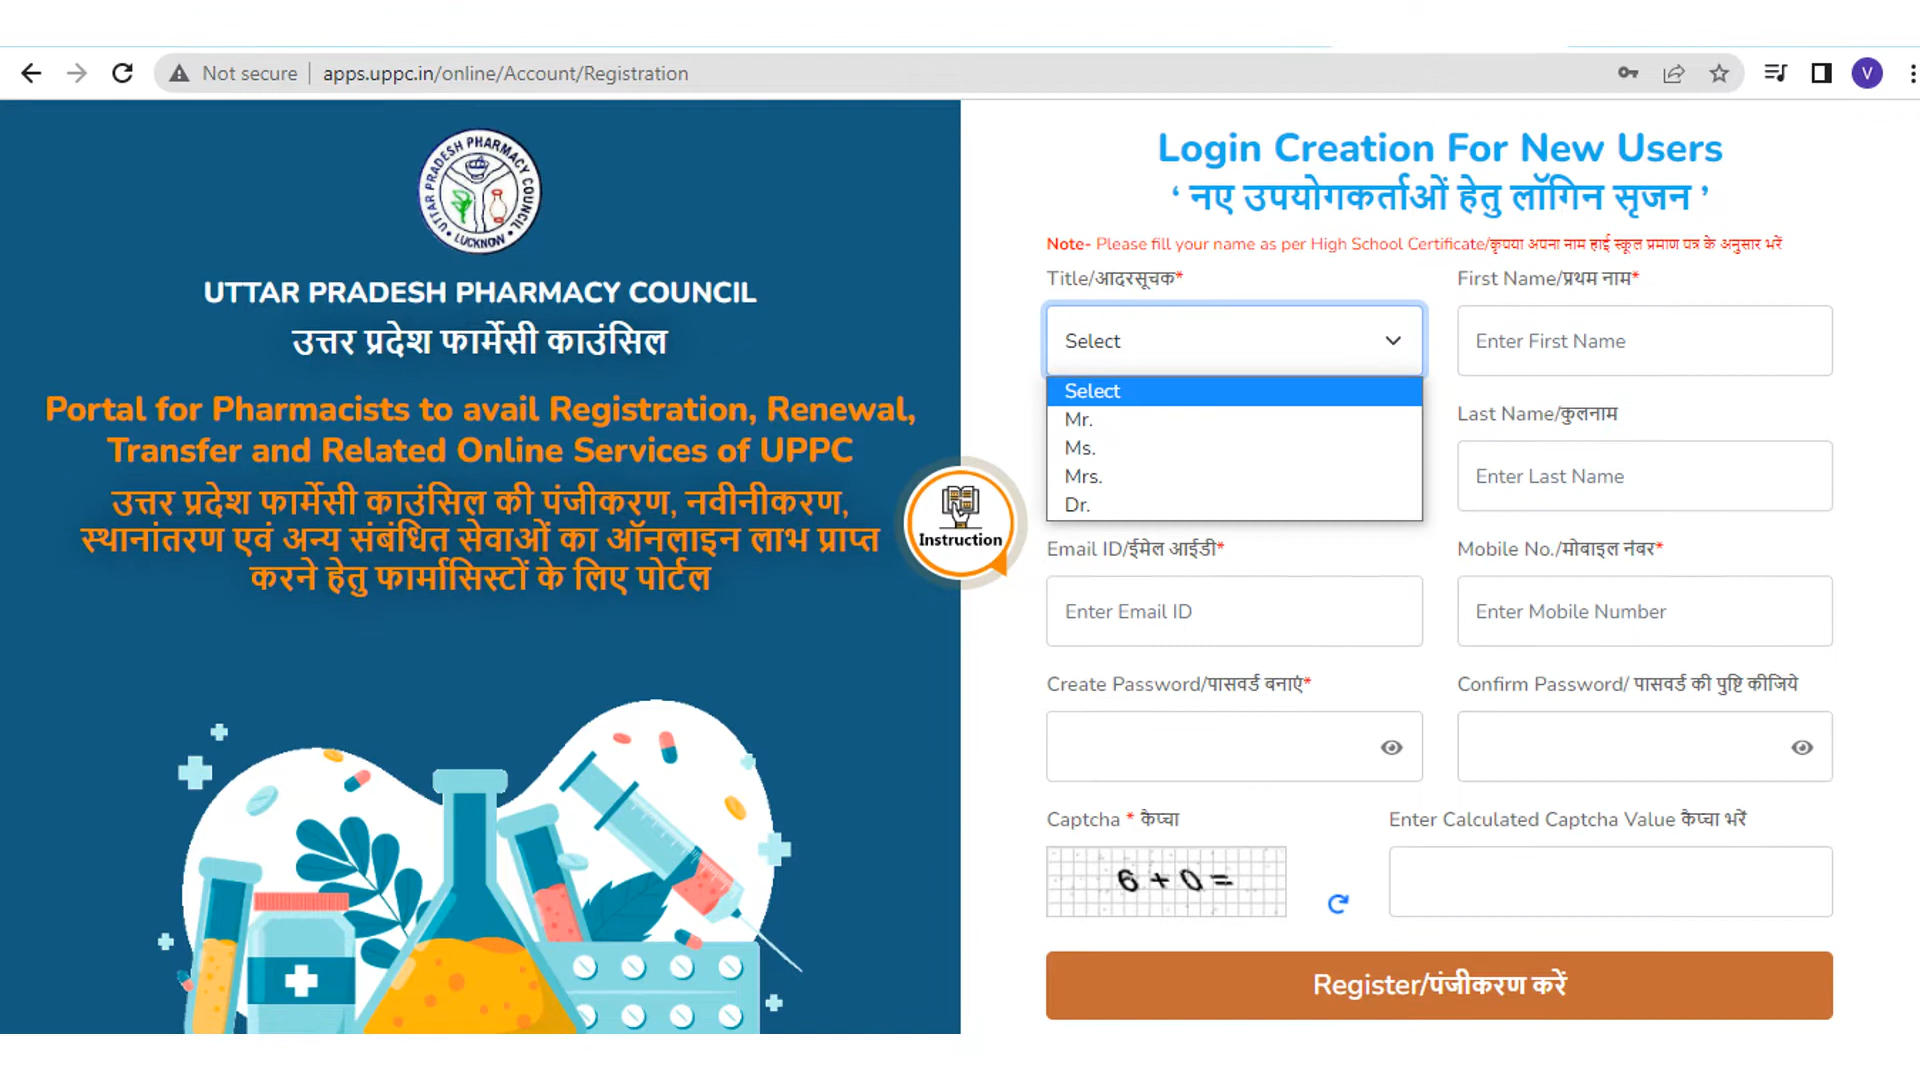 Not secure
apps.uppc.in/online/Account/Registration
V
UTTAR PRADESH PHARMACY COUNCIL
LUCKNOW
UTTAR PRADESH PHARMACY COUNCIL
उत्तर प्रदेश फार्मेसी काउंसिल
Portal for Pharmacists to avail Registration, Renewal,
Transfer and Related Online Services of UPPC
उत्तर प्रदेश फार्मेसी काउंसिल की पंजीकरण, नवीनीकरण,
स्थानांतरण एवं अन्य संबंधित सेवाओं का ऑनलाइन लाभ प्राप्त
करने हेतु फार्मासिस्टों के लिए पोर्टल
Instruction
Login Creation For New Users
‘ नए उपयोगकर्ताओं हेतु लॉगिन सृजन ’
Note- Please fill your name as per High School Certificate/कृपया अपना नाम हाई स्कूल प्रमाण पत्र के अनुसार भरें
Title/आदरसूचक*
First Name/प्रथम नाम*
Select
Enter First Name
Select
Mr.
Ms.
Mrs.
Dr.
Last Name/कुलनाम
Enter Last Name
Email ID/ईमेल आईडी*
Mobile No./मोबाइल नंबर*
Enter Email ID
Enter Mobile Number
Create Password/पासवर्ड बनाएं*
Confirm Password/ पासवर्ड की पुष्टि कीजिये
Captcha * कैप्चा
Enter Calculated Captcha Value कैप्चा भरें
6 + 0 =
Register/पंजीकरण करें